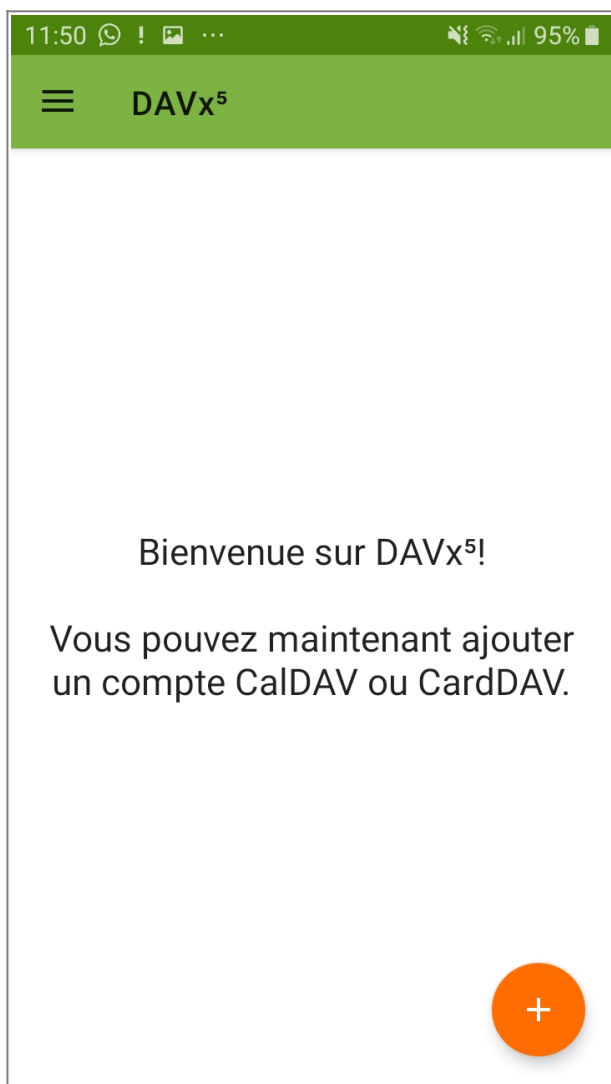 11:50 ! ... 95%
DAVx⁵
Bienvenue sur DAVx⁵!
Vous pouvez maintenant ajouter
un compte CalDAV ou CardDAV.
+